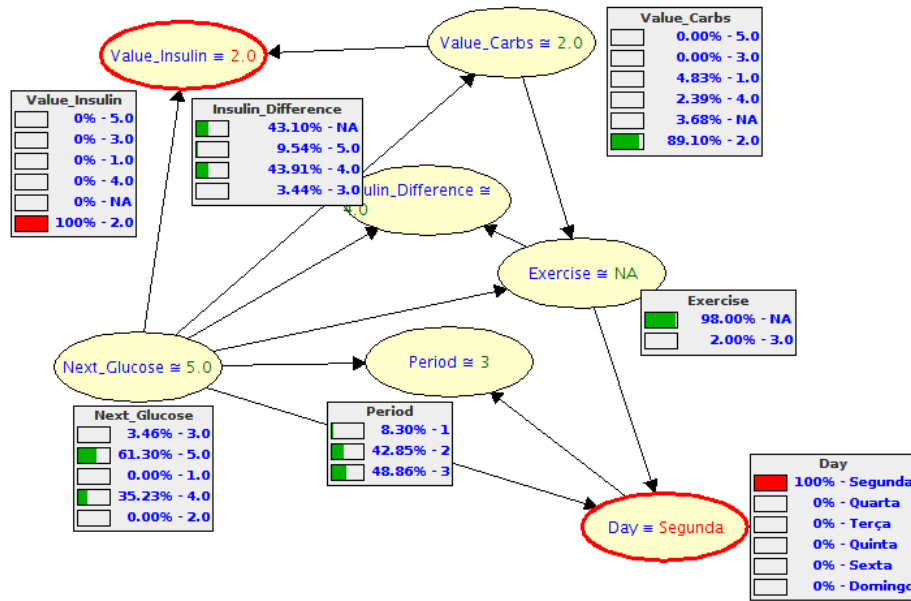 Value_Insulin ≡ 2.0
Value_Carbs ≅ 2.0
Value_Carbs
0.00% - 5.0
0.00% - 3.0
4.83% - 1.0
2.39% - 4.0
3.68% - NA
89.10% - 2.0
Value_Insulin
0% - 5.0
0% - 3.0
0% - 1.0
0% - 4.0
0% - NA
100% - 2.0
Insulin_Difference
43.10% - NA
9.54% - 5.0
43.91% - 4.0
3.44% - 3.0
ulin_Difference ≅
4.0
Exercise ≅ NA
Exercise
98.00% - NA
2.00% - 3.0
Next_Glucose ≅ 5.0
Period ≅ 3
Next_Glucose
3.46% - 3.0
61.30% - 5.0
0.00% - 1.0
35.23% - 4.0
0.00% - 2.0
Period
8.30% - 1
42.85% - 2
48.86% - 3
Day ≡ Segunda
Day
100% - Segunda
0% - Quarta
0% - Terça
0% - Quinta
0% - Sexta
0% - Domingo